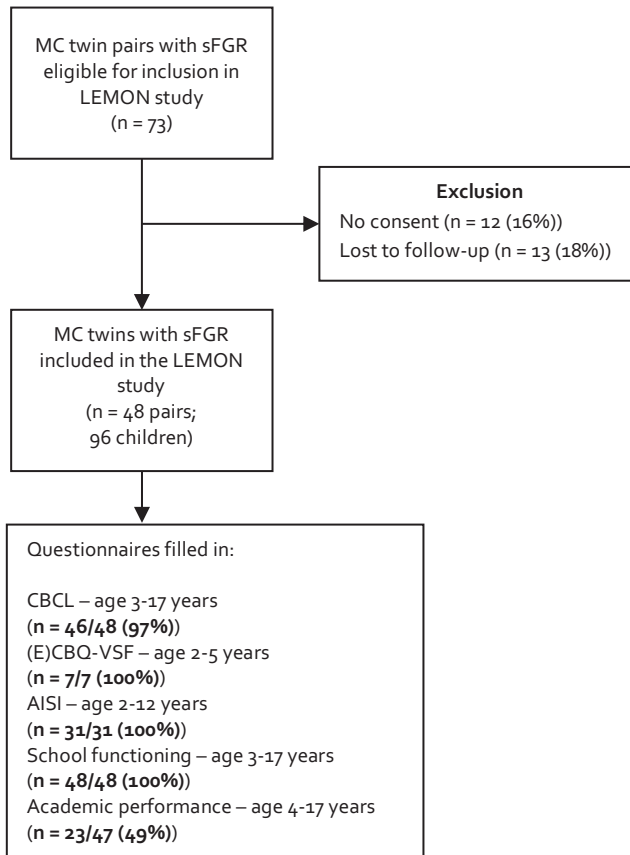 MC twin pairs with sFGR
eligible for inclusion in
LEMON study
(n = 73)
Exclusion
No consent (n = 12 (16%))
Lost to follow-up (n = 13 (18%))
MC twins with sFGR
included in the LEMON
study
(n = 48 pairs;
96 children)
Questionnaires filled in:
CBCL – age 3-17 years
(n = 46/48 (97%))
(E)CBQ-VSF – age 2-5 years
(n = 7/7 (100%))
AISI – age 2-12 years
(n = 31/31 (100%))
School functioning – age 3-17 years
(n = 48/48 (100%))
Academic performance – age 4-17 years
(n = 23/47 (49%))